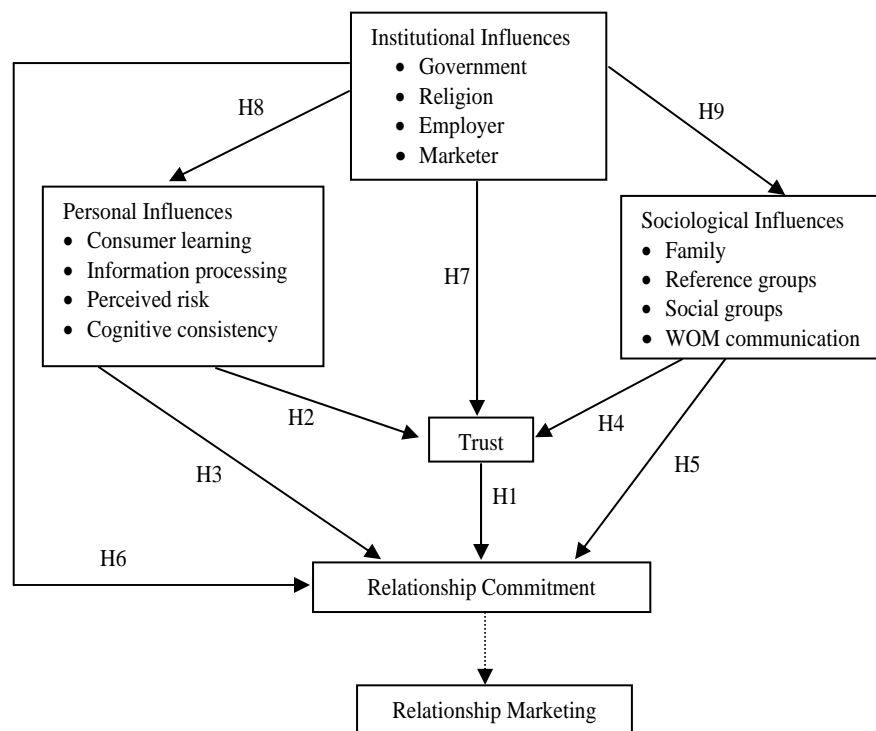 Institutional Influences
• Government
• Religion
• Employer
• Marketer
H8
H9
Personal Influences
• Consumer learning
• Information processing
• Perceived risk
• Cognitive consistency
Sociological Influences
• Family
• Reference groups
• Social groups
• WOM communication
H7
H2
Trust
H4
H3
H1
H5
H6
Relationship Commitment
Relationship Marketing